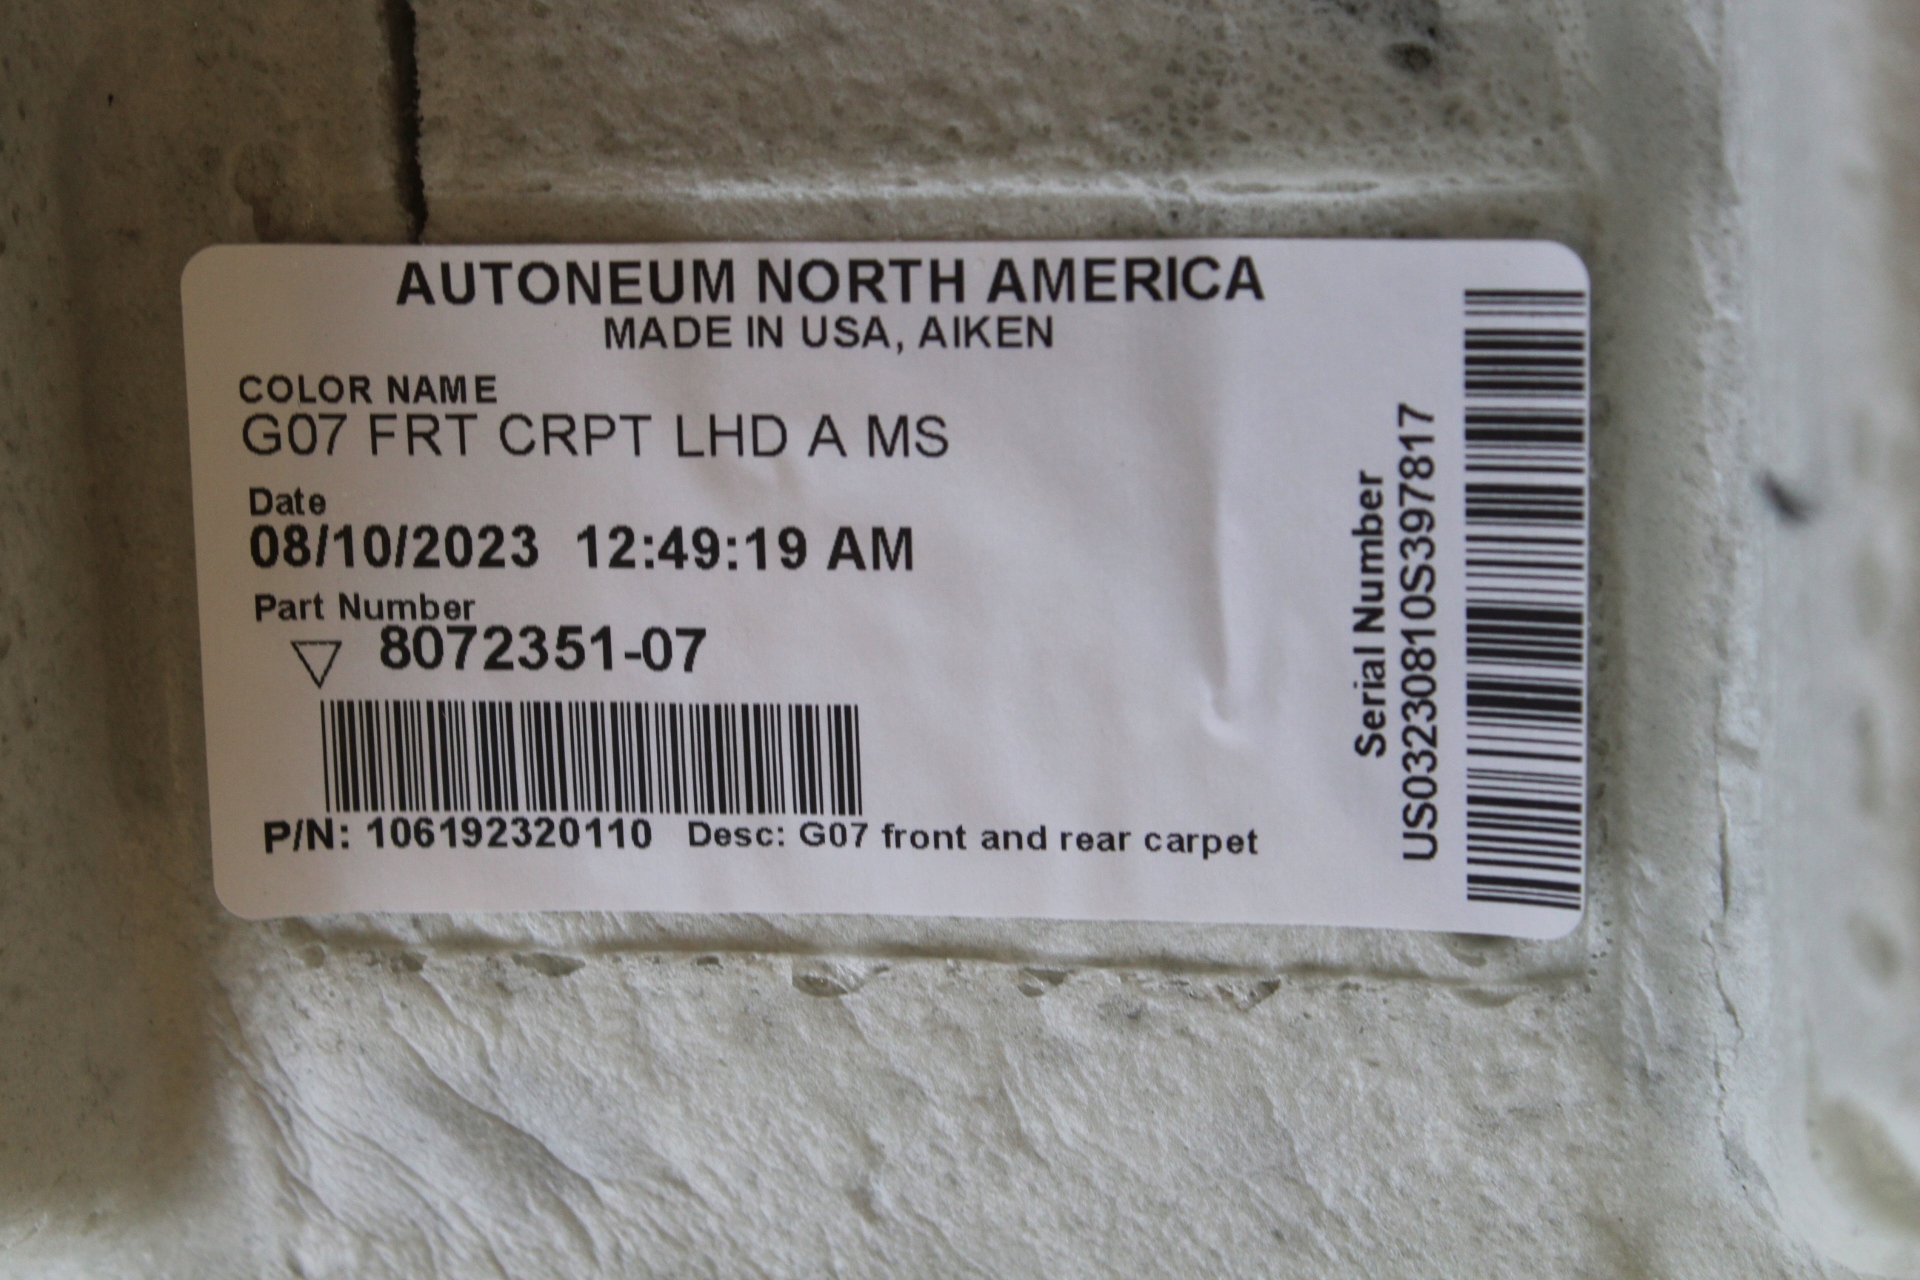 AUTONEUM NORTH AMERICA
MADE IN USA, AIKEN
COLOR NAME
G07 FRT CRPT LHD A MS
Date
08/10/2023 12:49:19 AM
Part Number
8072351-07
P/N: 106192320110 Desc: G07 front and rear carpet
Serial Number
US03230810S397817